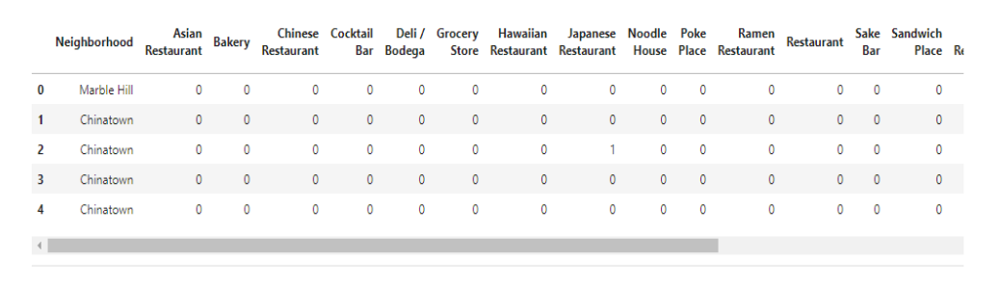 Neighborhood Asian Restaurant Bakery Chinese Restaurant Cocktail Bar Deli / Bodega Grocery Store Hawaiian Restaurant Japanese Restaurant Noodle House Poke Place Ramen Restaurant Restaurant Sake Bar Sandwich Place
0 Marble Hill 0 0 0 0 0 0 0 0 0 0 0 0 0 0
1 Chinatown 0 0 0 0 0 0 0 0 0 0 0 0 0 0
2 Chinatown 0 0 0 0 0 0 0 1 0 0 0 0 0 0
3 Chinatown 0 0 0 0 0 0 0 0 0 0 0 0 0 0
4 Chinatown 0 0 0 0 0 0 0 0 0 0 0 0 0 0